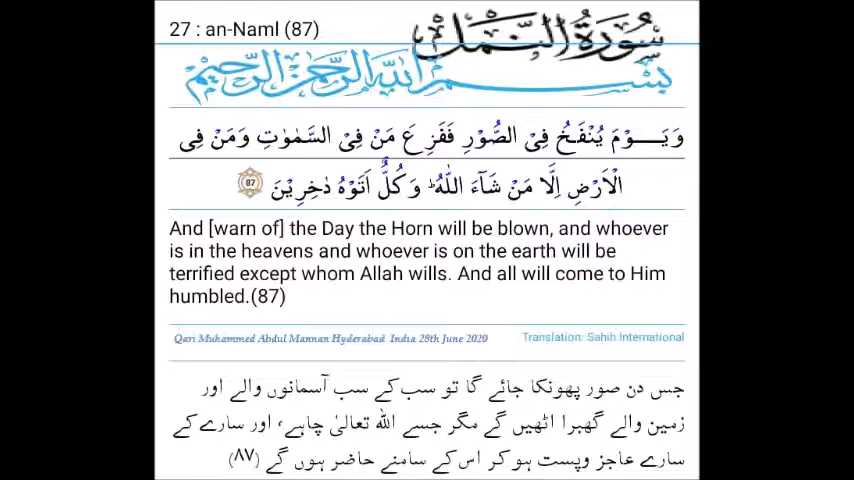 27 : an-Naml (87)
سُوْرَةُ النَّمْل
بِسْمِ اللهِ الرَّحْمٰنِ الرَّحِيْمِ
وَيَـــوْمَ يُنْفَخُ فِى الصُّوْرِ فَفَزِعَ مَنْ فِى السَّمٰوٰتِ وَمَنْ فِى
الْاَرْضِ اِلَّا مَنْ شَآءَ اللّٰهُ ؕ وَكُلٌّ اَتَوْهُ دٰخِرِيْنَ 87
And [warn of] the Day the Horn will be blown, and whoever
is in the heavens and whoever is on the earth will be
terrified except whom Allah wills. And all will come to Him
humbled.(87)
Qari Muhammed Abdul Mannan Hyderabad India 28th June 2020
Translation: Sahih International
جس دن صور پھونکا جائے گا تو سب کے سب آسمانوں والے اور
زمین والے گھبرا اٹھیں گے مگر جسے اللہ تعالیٰ چاہے، اور سارے کے
سارے عاجز وپست ہو کر اس کے سامنے حاضر ہوں گے (۸۷)